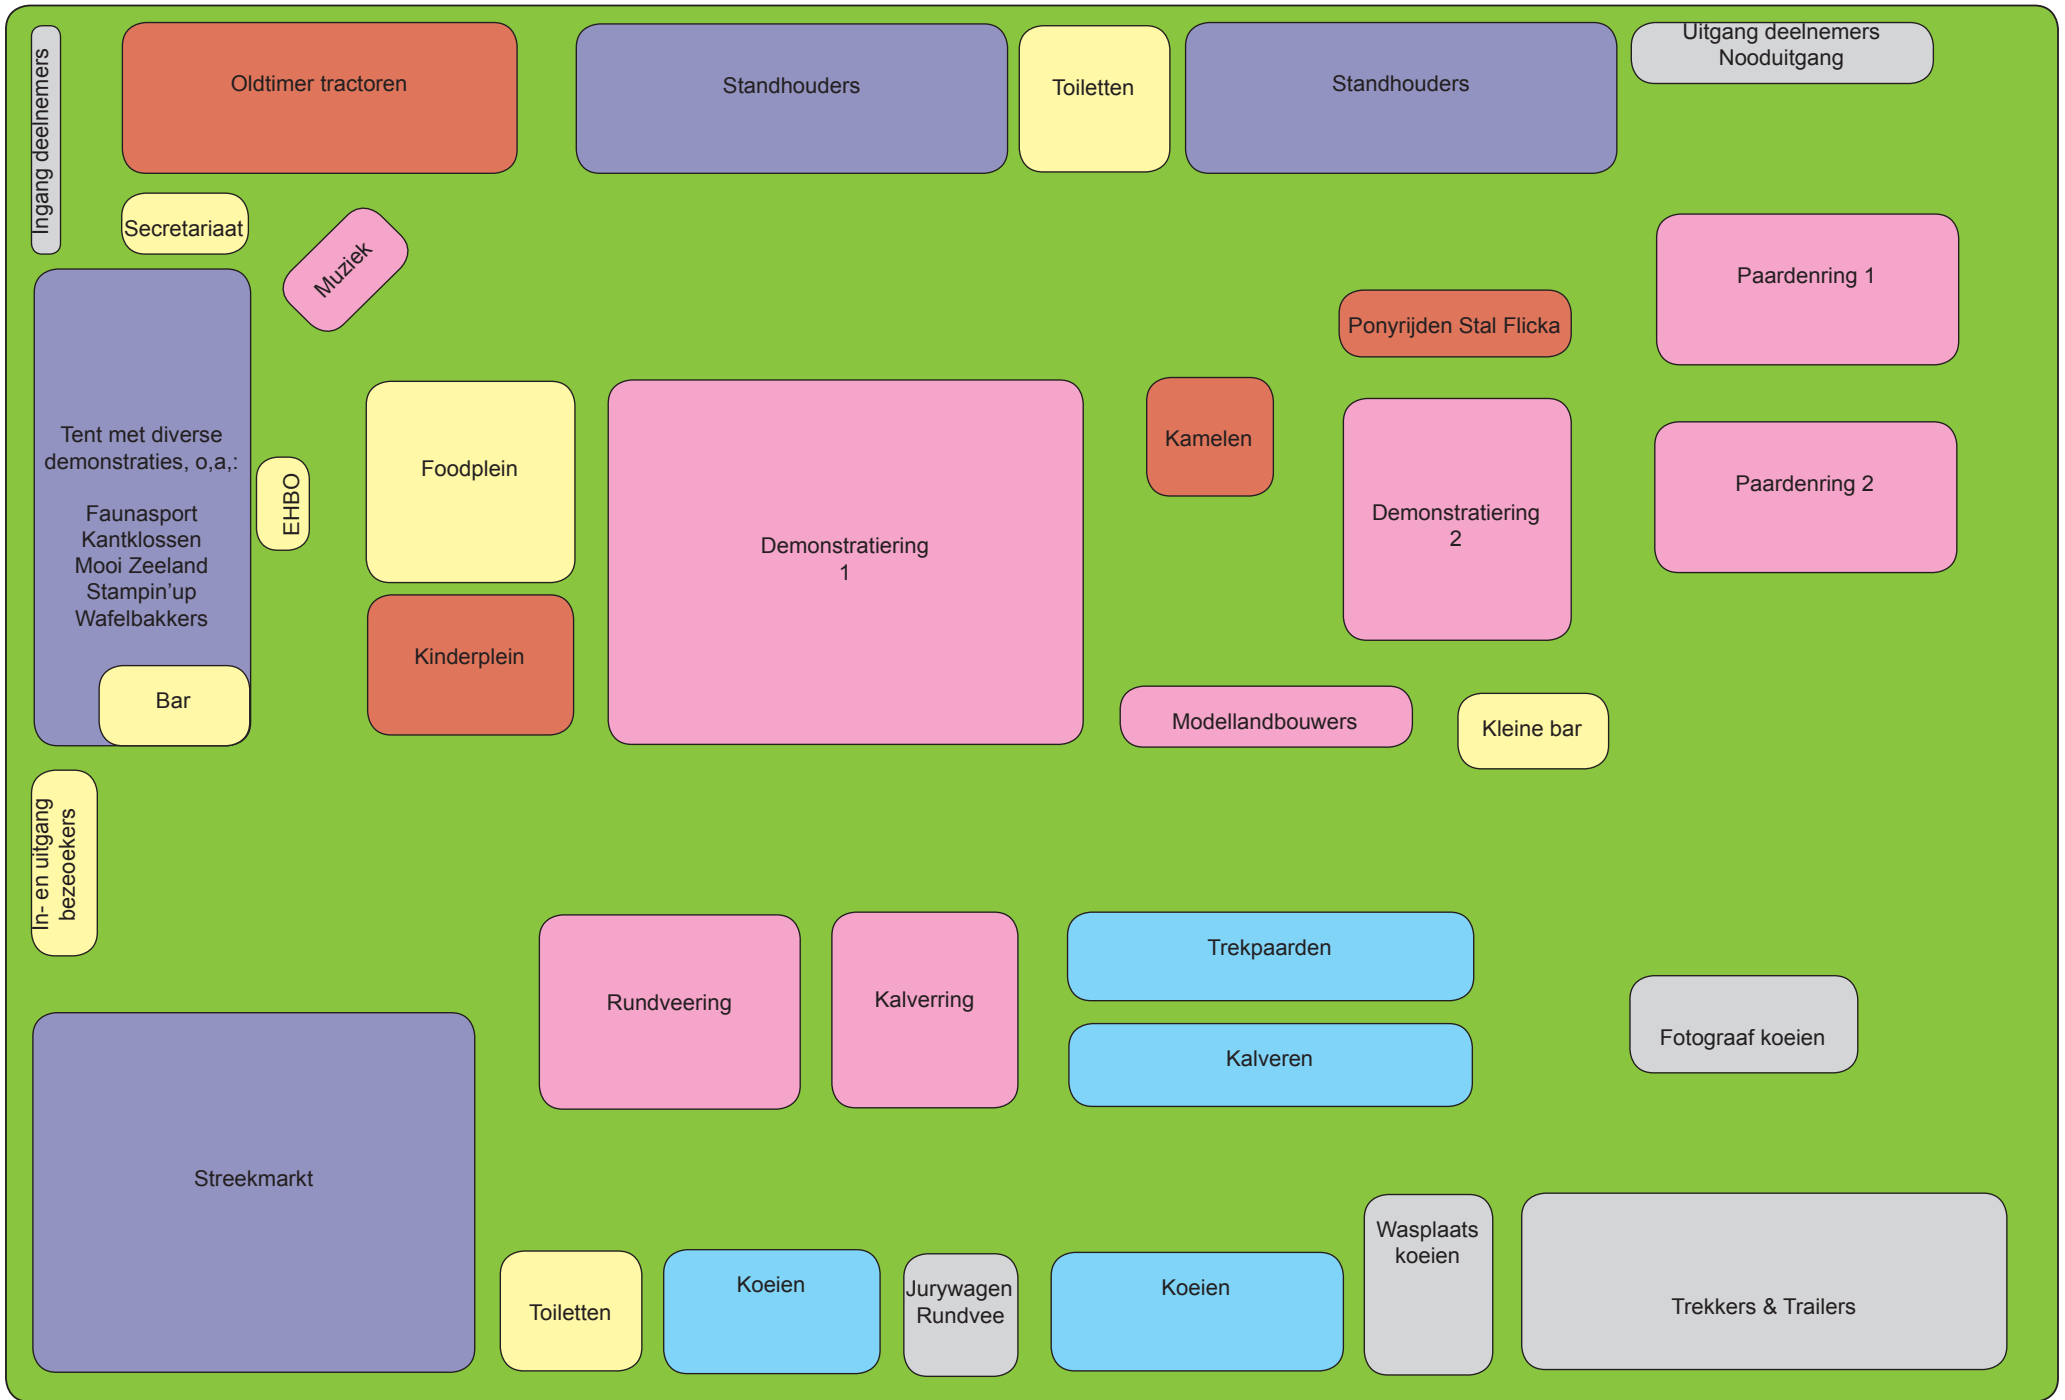 Ingang deelnemers
Oldtimer tractoren
Standhouders
Toiletten
Standhouders
Uitgang deelnemers
Nooduitgang
Secretariaat
Muziek
Paardenring 1
Ponyrijden Stal Flicka
Tent met diverse
demonstraties, o,a,:
Faunasport
Kantklossen
Mooi Zeeland
Stampin’up
Wafelbakkers
EHBO
Foodplein
Demonstratiering
1
Kamelen
Demonstratiering
2
Paardenring 2
Kinderplein
Bar
Modellandbouwers
Kleine bar
In- en uitgang
bezeoekers
Rundveering
Kalverring
Trekpaarden
Kalveren
Fotograaf koeien
Streekmarkt
Toiletten
Koeien
Jurywagen
Rundvee
Koeien
Wasplaats
koeien
Trekkers & Trailers